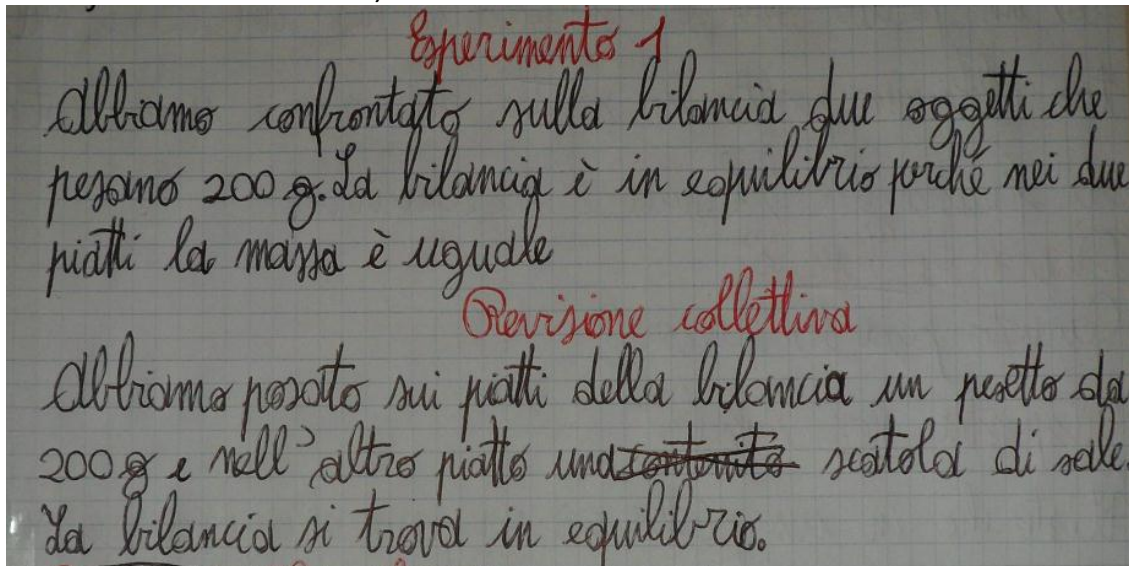 Esperimento 1
Abbiamo confrontato sulla bilancia due oggetti che
pesano 200 g. La bilancia è in equilibrio perché nei due
piatti la massa è uguale
Revisione collettiva
Abbiamo posato sui piatti della bilancia un pesetto da
200 g e nell'altro piatto una scatola di sale.
La bilancia si trova in equilibrio.